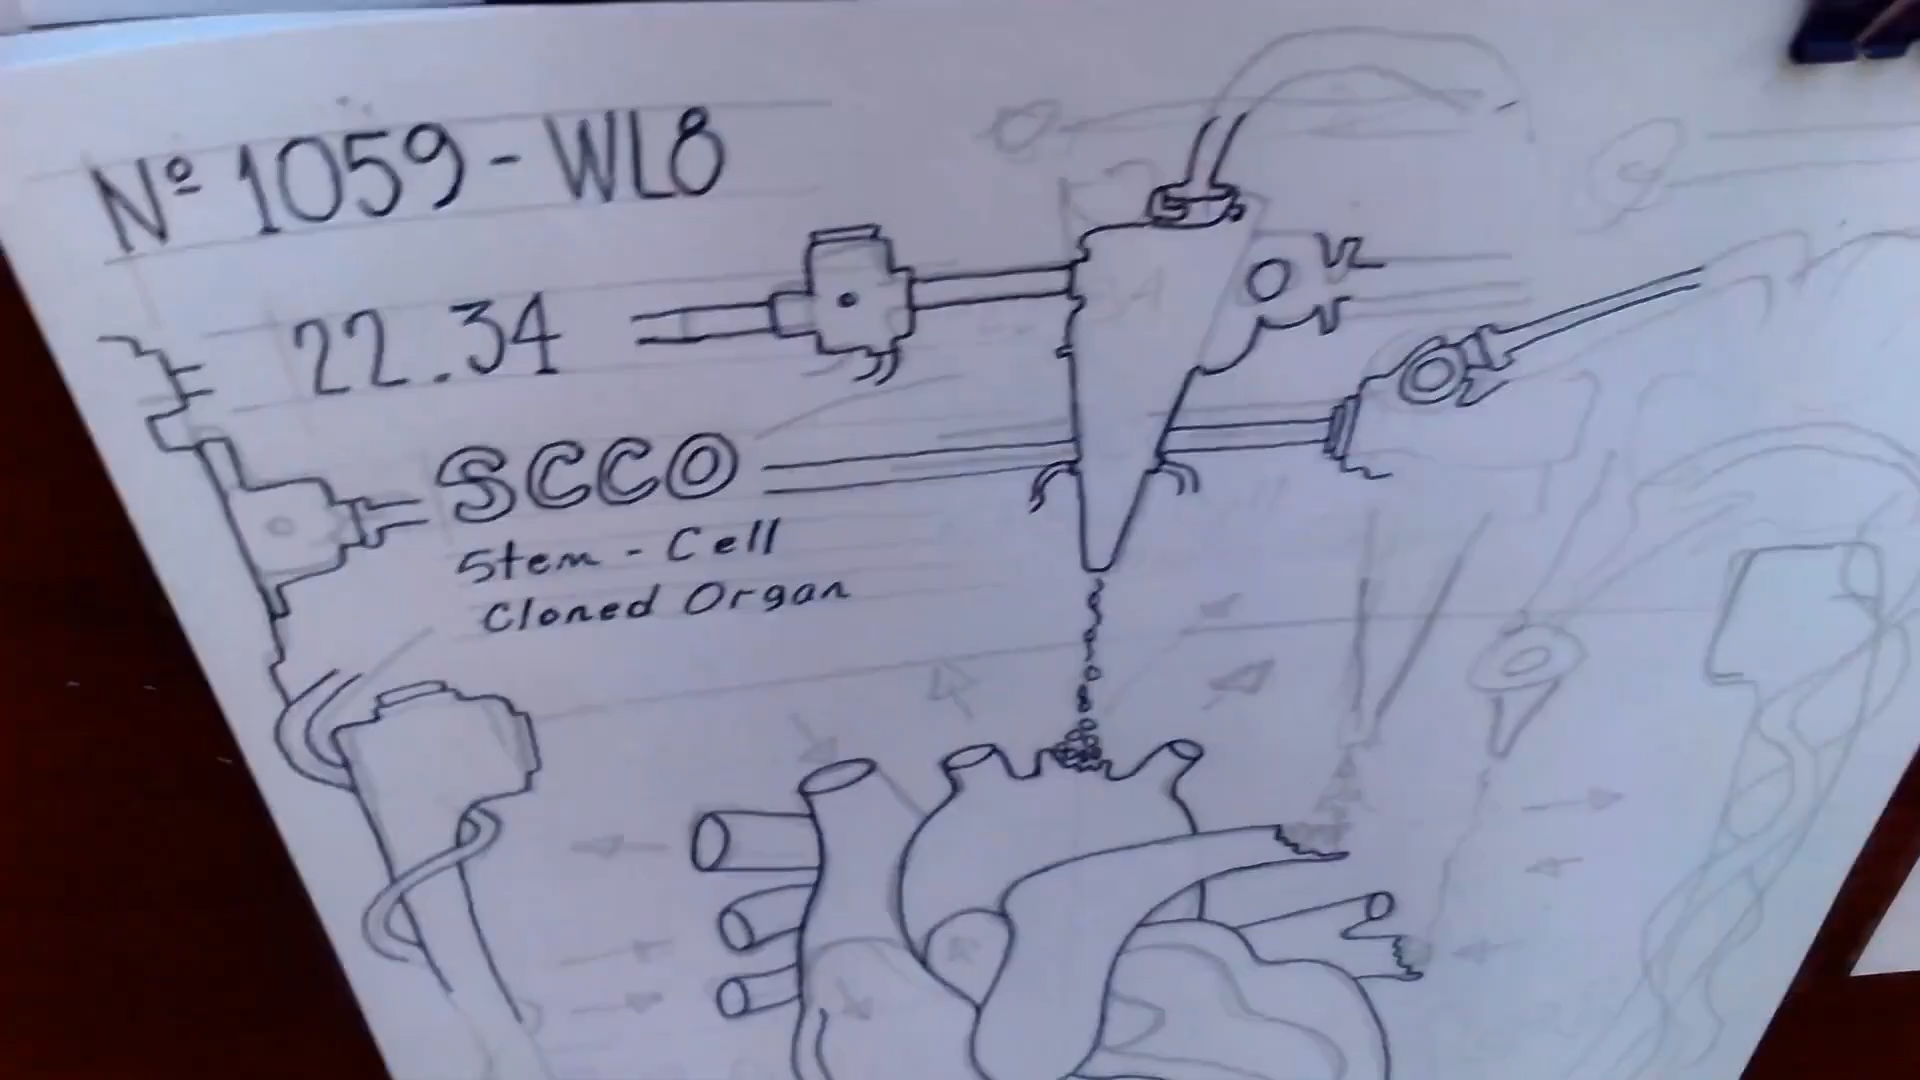 Nº 1059-WL8
22.34
SCCO
Stem-Cell
Cloned Organ